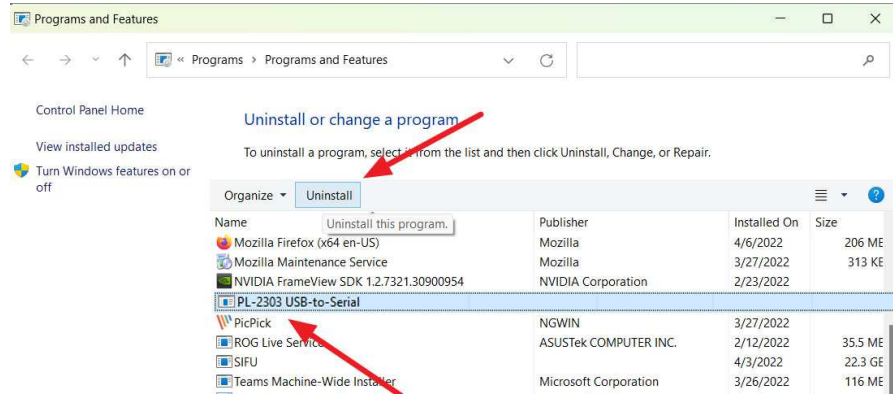 Programs and Features
« Programs > Programs and Features
Control Panel Home
View installed updates
Turn Windows features on or
off
Uninstall or change a program
To uninstall a program, select it from the list and then click Uninstall, Change, or Repair.
Organize Uninstall
Uninstall this program.
Name Publisher Installed On Size
Mozilla Firefox (x64 en-US) Mozilla 4/6/2022 206 MB
Mozilla Maintenance Service Mozilla 3/27/2022 313 KB
NVIDIA FrameView SDK 1.2.7321.30900954 NVIDIA Corporation 2/23/2022
PL-2303 USB-to-Serial
PicPick NGWIN 3/27/2022
ROG Live Service ASUSTek COMPUTER INC. 2/12/2022 35.5 MB
SIFU 4/3/2022 22.3 GB
Teams Machine-Wide Installer Microsoft Corporation 3/26/2022 116 MB